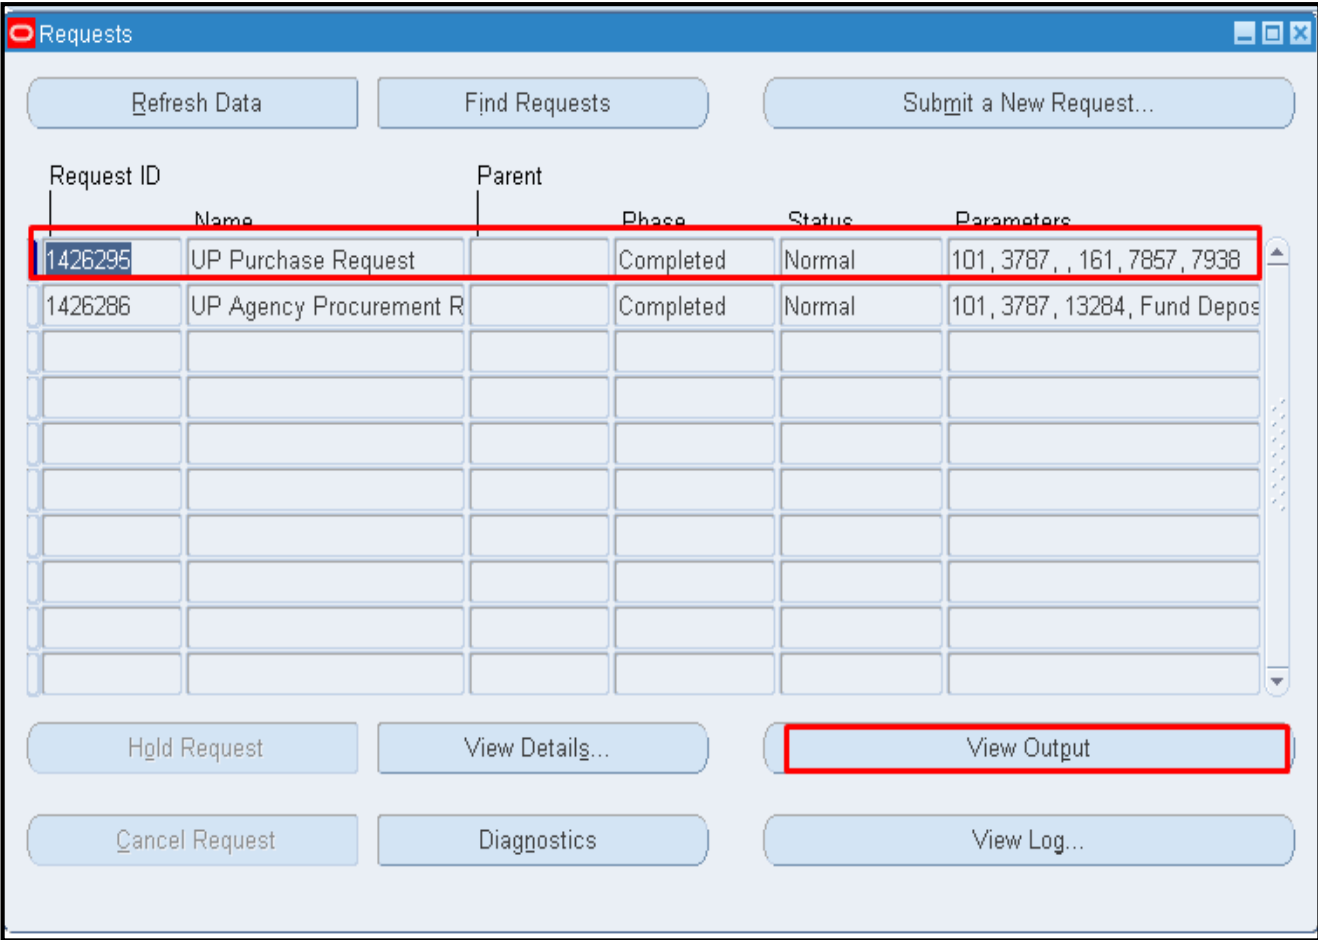 Requests
Refresh Data Find Requests Submit a New Request...
Request ID Parent
Name Phase Status Parameters
1426295 UP Purchase Request Completed Normal 101, 3787, , 161, 7857, 7938
1426286 UP Agency Procurement R Completed Normal 101, 3787, 13284, Fund Depos
Hold Request View Details... View Output
Cancel Request Diagnostics View Log...